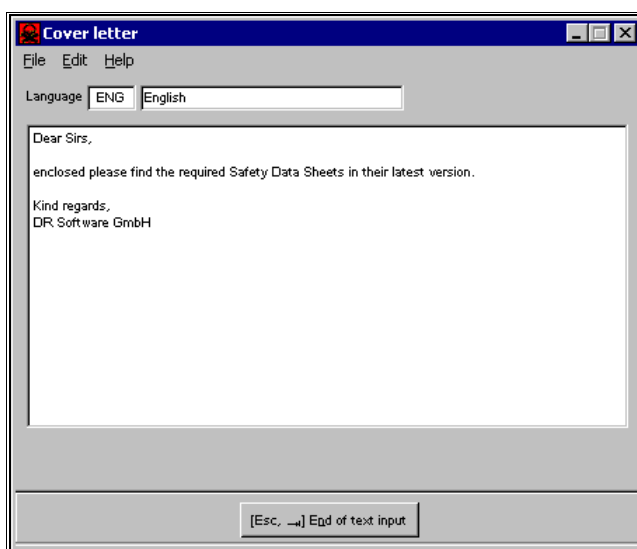 Cover letter
File Edit Help
Language ENG English
Dear Sirs,
enclosed please find the required Safety Data Sheets in their latest version.
Kind regards,
DR Software GmbH
[Esc, →] End of text input